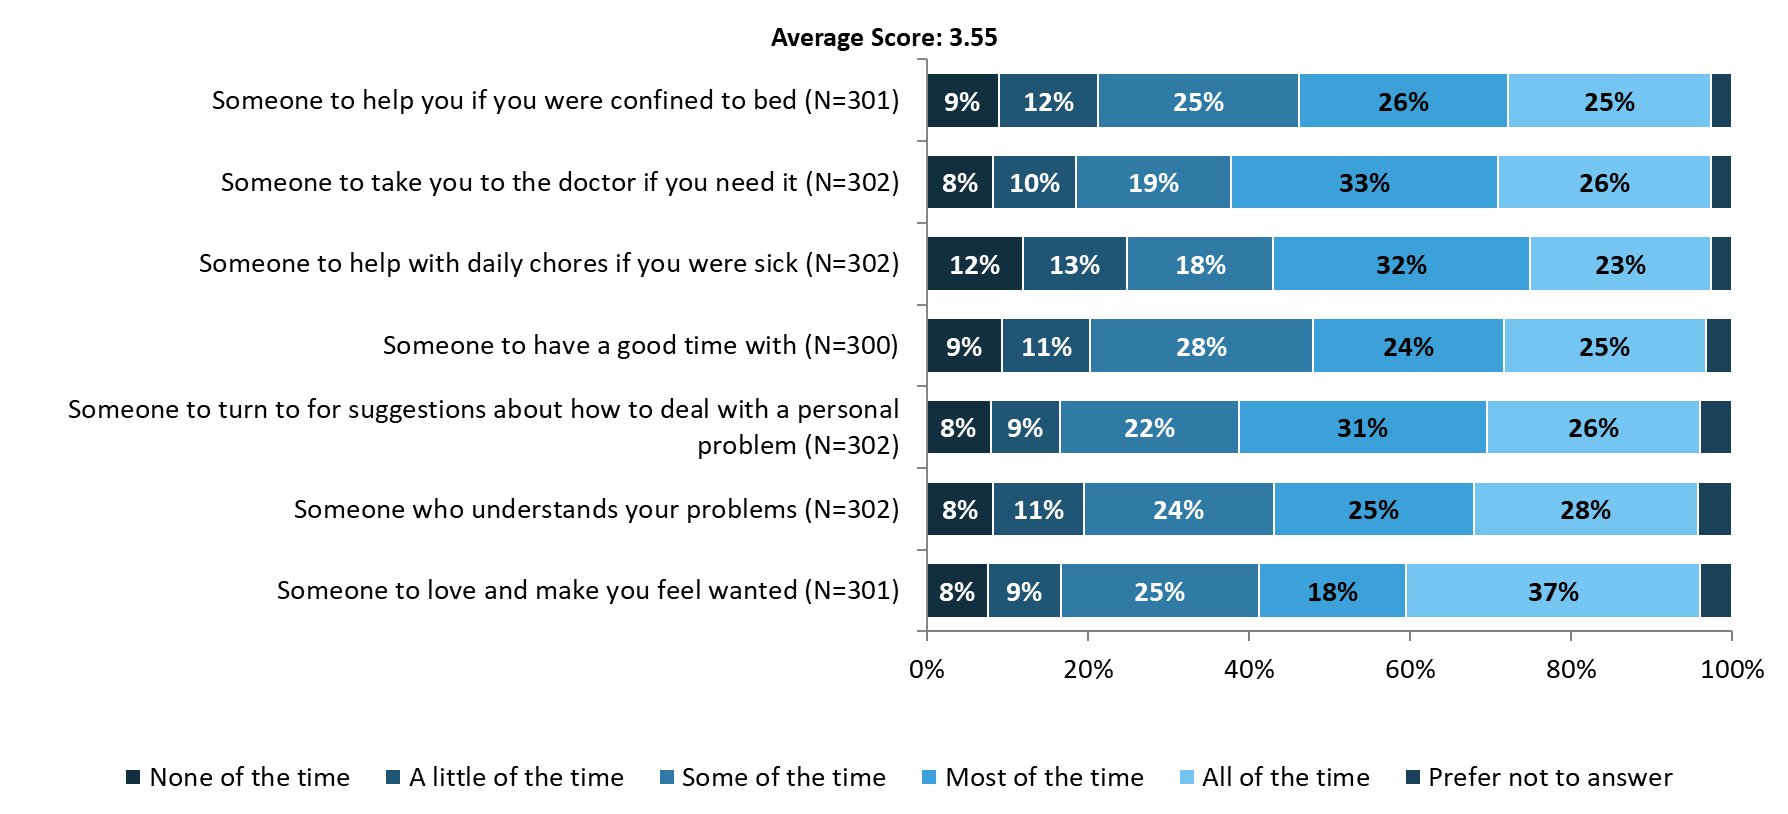 Average Score: 3.55
Someone to help you if you were confined to bed (N=301)
9% 12% 25% 26% 25%
Someone to take you to the doctor if you need it (N=302)
8% 10% 19% 33% 26%
Someone to help with daily chores if you were sick (N=302)
12% 13% 18% 32% 23%
Someone to have a good time with (N=300)
9% 11% 28% 24% 25%
Someone to turn to for suggestions about how to deal with a personal
problem (N=302)
8% 9% 22% 31% 26%
Someone who understands your problems (N=302)
8% 11% 24% 25% 28%
Someone to love and make you feel wanted (N=301)
8% 9% 25% 18% 37%
0% 20% 40% 60% 80% 100%
None of the time A little of the time Some of the time Most of the time All of the time Prefer not to answer